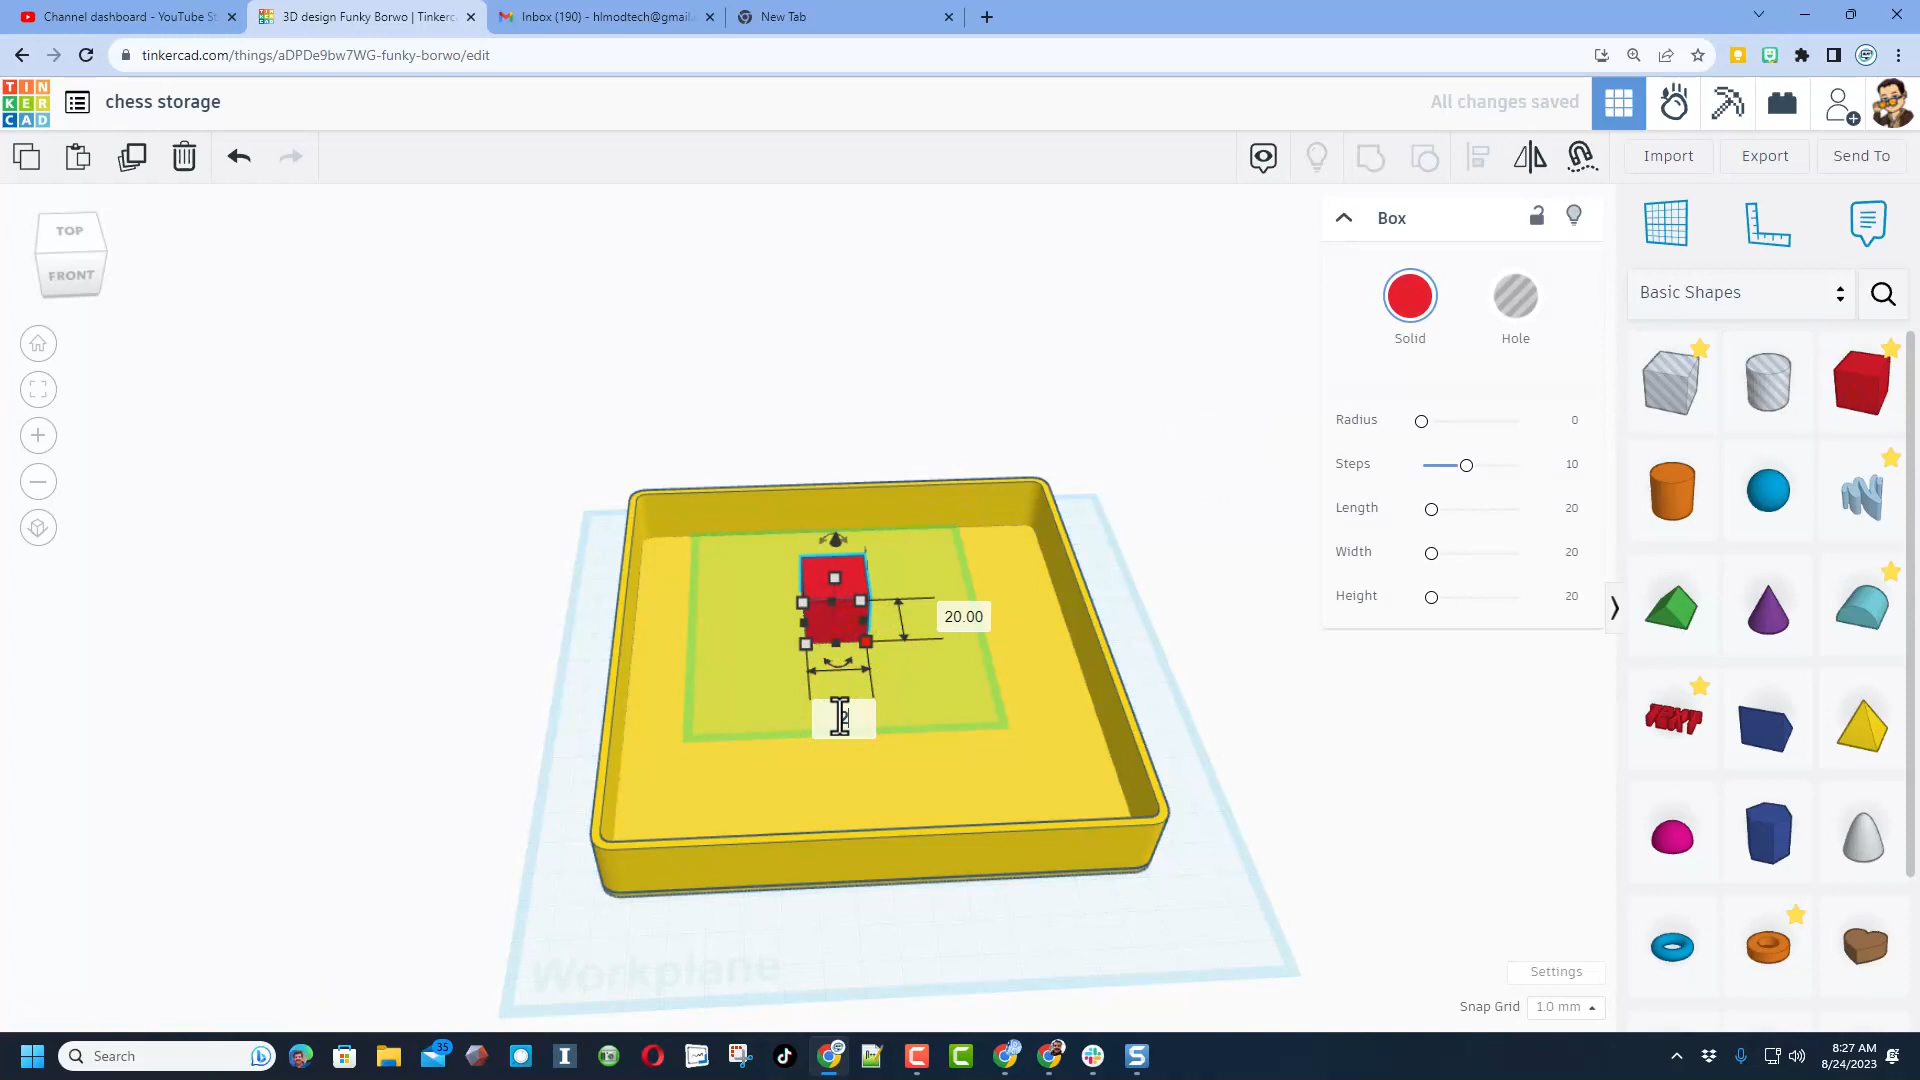 Channel dashboard - YouTube St
3D design Funky Borwo | Tinkerc
Inbox (190) - hlmodtech@gmail.
New Tab
tinkercad.com/things/aDPDe9bw7WG-funky-borwo/edit
TIN
KER
CAD
chess storage
All changes saved
Import
Export
Send To
TOP
FRONT
Box
Solid
Hole
Basic Shapes
Radius
0
Steps
10
Length
20
Width
20
Height
20
20.00
2
TEXT
Workplane
Settings
Snap Grid
1.0 mm
Search
35
8:27 AM
8/24/2023